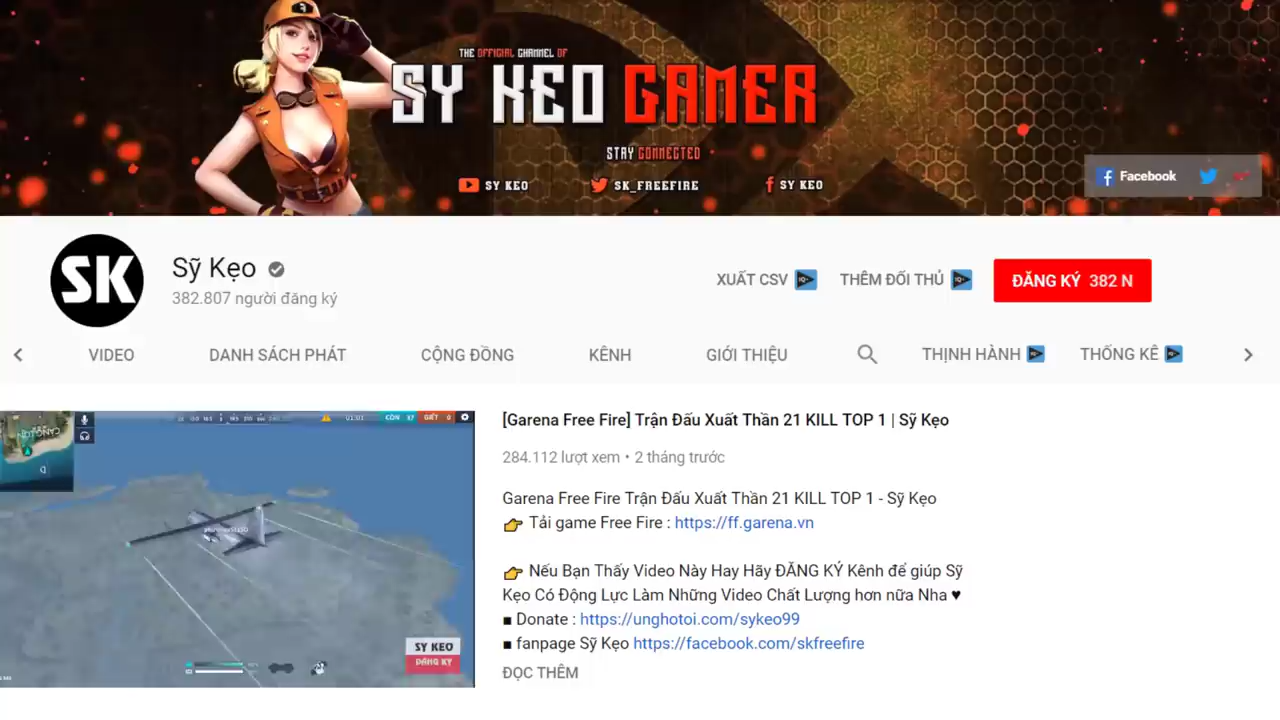 THE OFFICIAL CHANNEL OF
SY KEO GAMER
STAY CONNECTED
SY KEO
SK_FREEFIRE
SY KEO
Facebook
SK
Sỹ Kẹo
382.807 người đăng ký
XUẤT CSV
THÊM ĐỐI THỦ
ĐĂNG KÝ 382 N
VIDEO
DANH SÁCH PHÁT
CỘNG ĐỒNG
KÊNH
GIỚI THIỆU
THỊNH HÀNH
THỐNG KÊ
CÒN 37
GIẾT 0
SY KEO
ĐĂNG KÝ
[Garena Free Fire] Trận Đấu Xuất Thần 21 KILL TOP 1 | Sỹ Kẹo
284.112 lượt xem • 2 tháng trước
Garena Free Fire Trận Đấu Xuất Thần 21 KILL TOP 1 - Sỹ Kẹo
👉 Tải game Free Fire : https://ff.garena.vn
👉 Nếu Bạn Thấy Video Này Hay Hãy ĐĂNG KÝ Kênh để giúp Sỹ
Kẹo Có Động Lực Làm Những Video Chất Lượng hơn nữa Nha ♥
■ Donate : https://unghotoi.com/sykeo99
■ fanpage Sỹ Kẹo https://facebook.com/skfreefire
ĐỌC THÊM